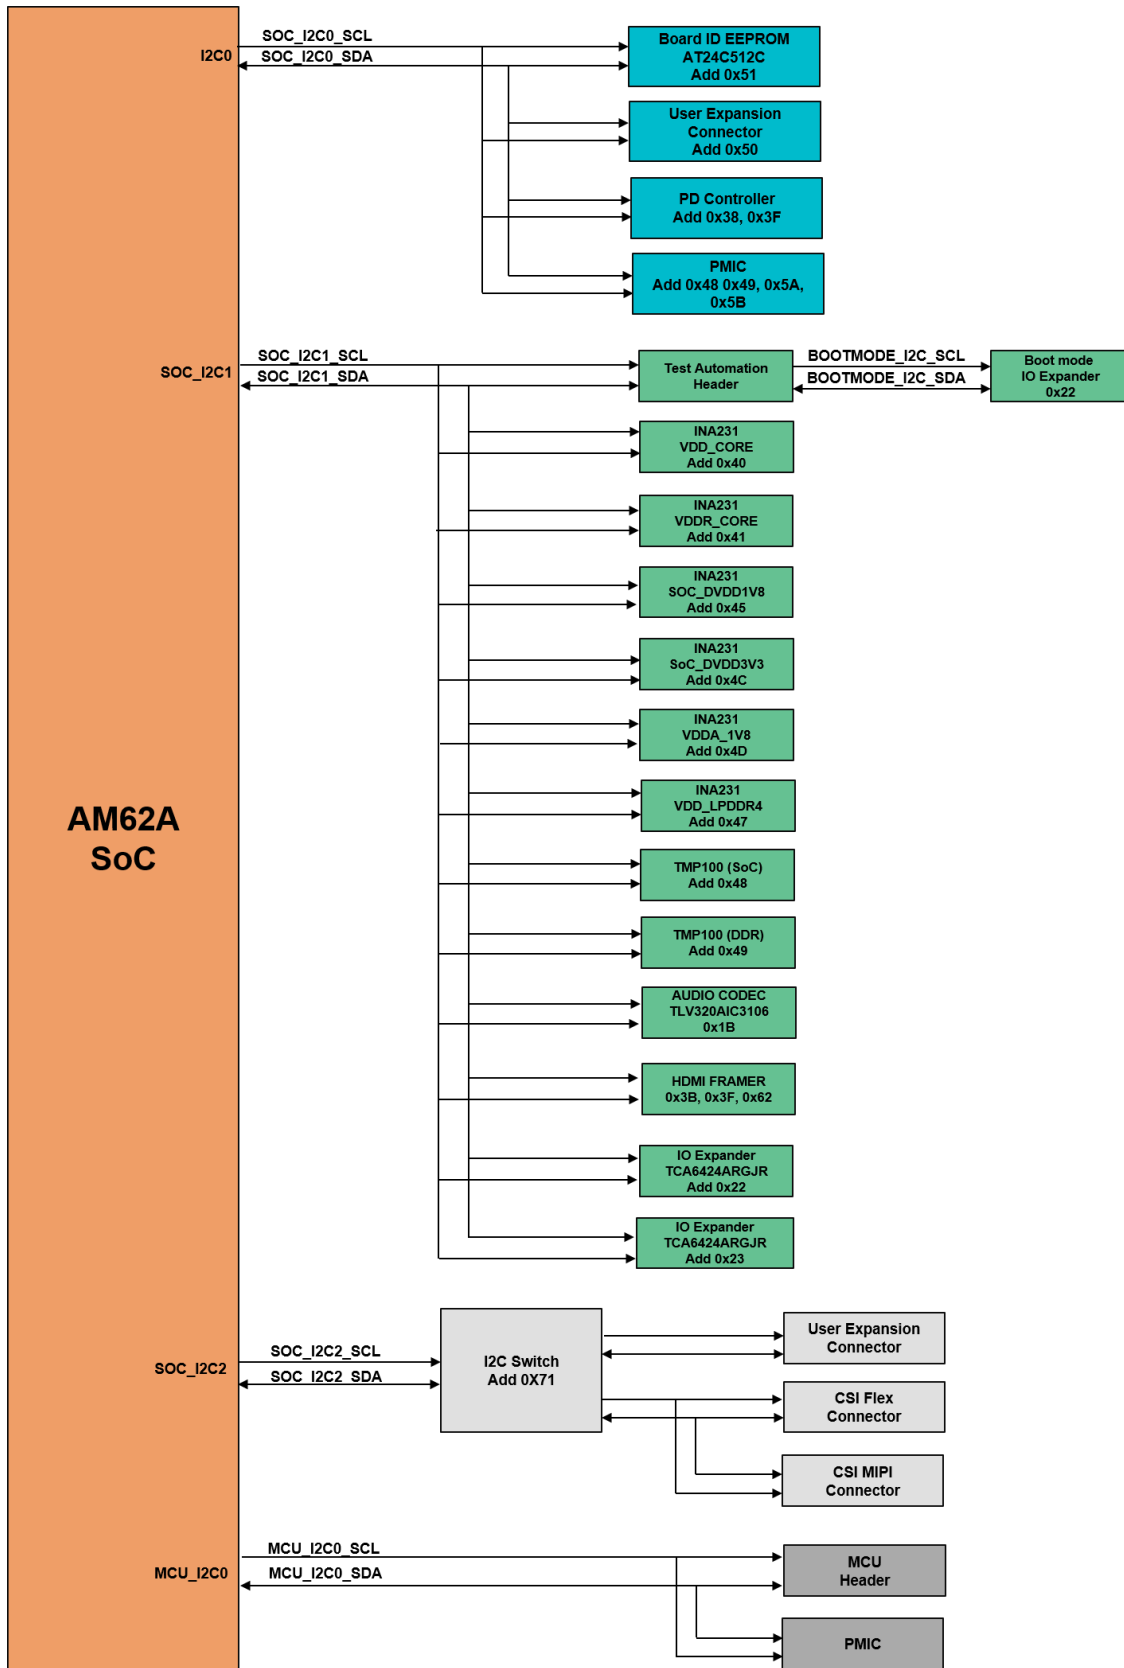 I2C0
SOC_I2C0_SCL
SOC_I2C0_SDA
Board ID EEPROM
AT24C512C
Add 0x51
User Expansion
Connector
Add 0x50
PD Controller
Add 0x38, 0x3F
PMIC
Add 0x48 0x49, 0x5A,
0x5B
SOC_I2C1
SOC_I2C1_SCL
SOC_I2C1_SDA
Test Automation
Header
BOOTMODE_I2C_SCL
BOOTMODE_I2C_SDA
Boot mode
IO Expander
0x22
INA231
VDD_CORE
Add 0x40
INA231
VDDR_CORE
Add 0x41
INA231
SOC_DVDD1V8
Add 0x45
INA231
SoC_DVDD3V3
Add 0x4C
INA231
VDDA_1V8
Add 0x4D
INA231
VDD_LPDDR4
Add 0x47
AM62A
SoC
TMP100 (SoC)
Add 0x48
TMP100 (DDR)
Add 0x49
AUDIO CODEC
TLV320AIC3106
0x1B
HDMI FRAMER
0x3B, 0x3F, 0x62
IO Expander
TCA6424ARGJR
Add 0x22
IO Expander
TCA6424ARGJR
Add 0x23
SOC_I2C2
SOC_I2C2_SCL
SOC_I2C2_SDA
I2C Switch
Add 0X71
User Expansion
Connector
CSI Flex
Connector
CSI MIPI
Connector
MCU_I2C0
MCU_I2C0_SCL
MCU_I2C0_SDA
MCU
Header
PMIC